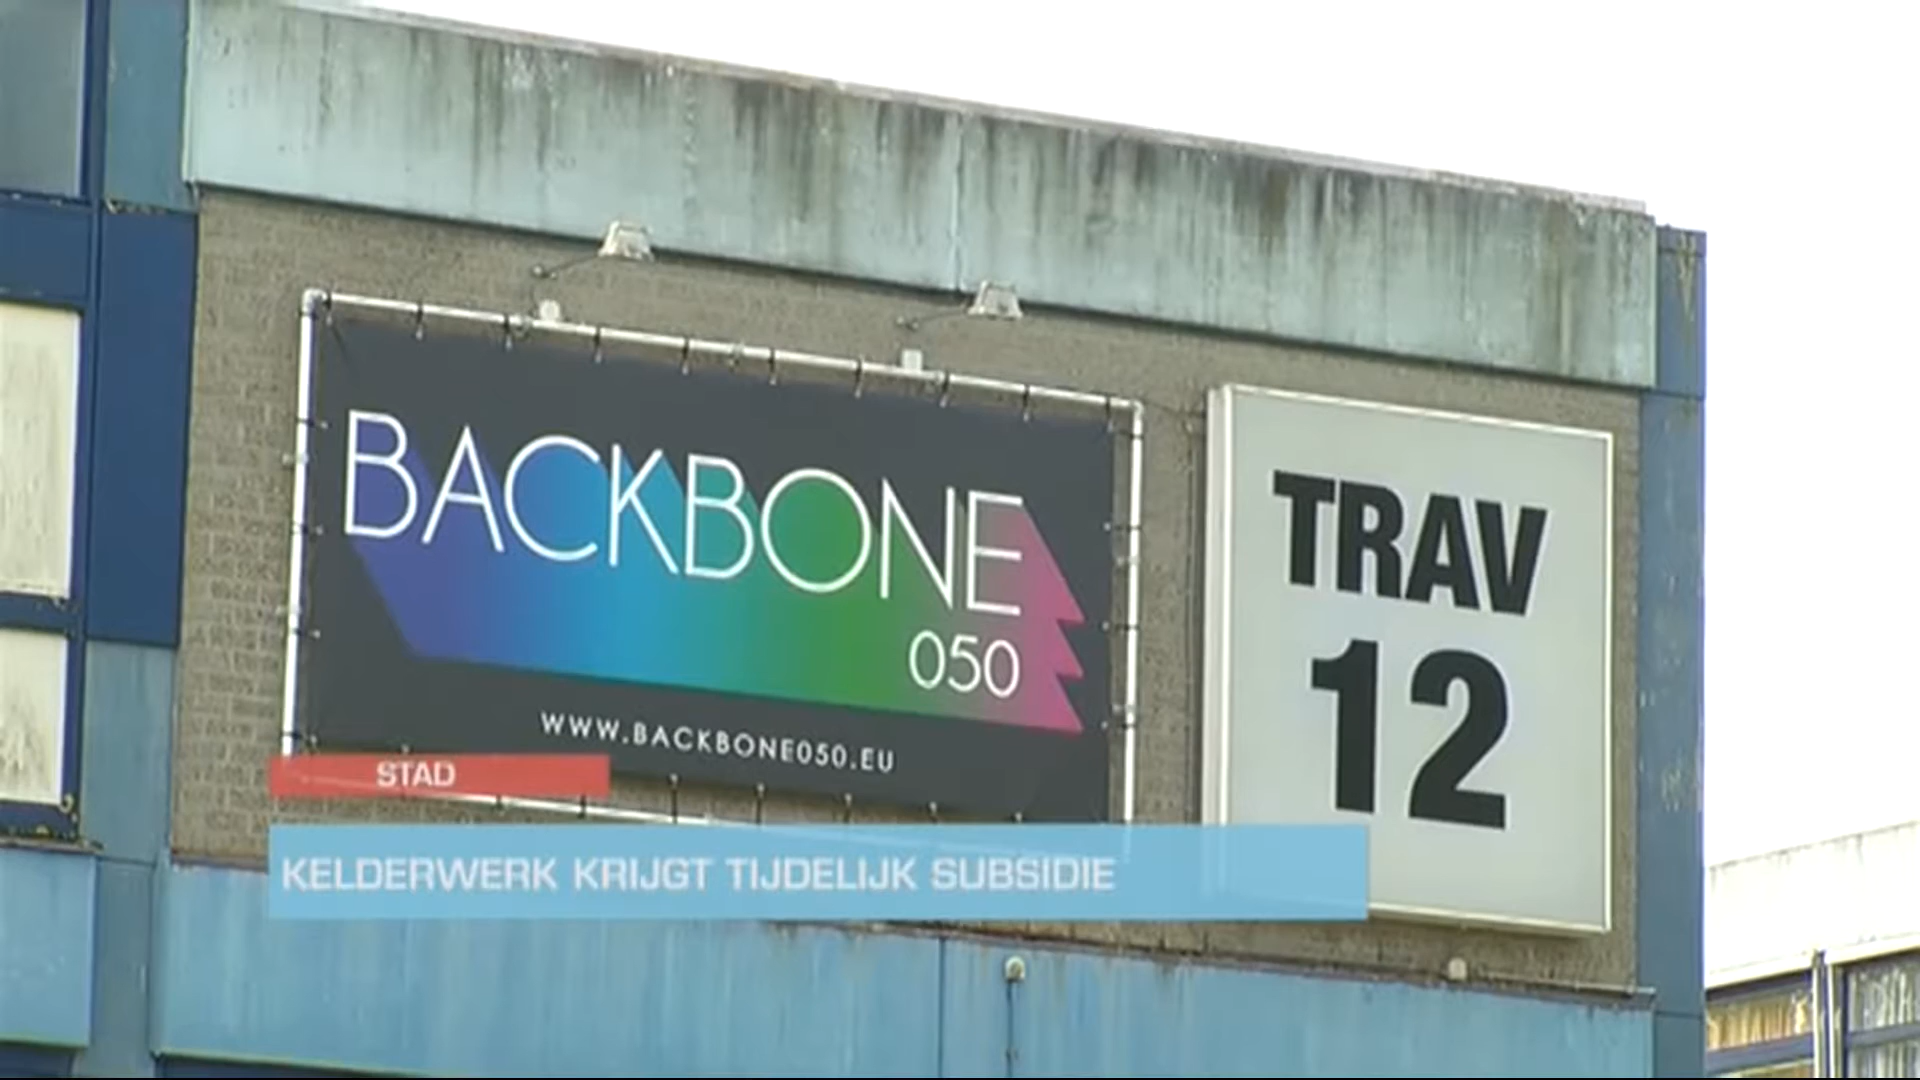 BACKBONE
050
WWW.BACKBONE050.EU
TRAV
12
STAD
KELDERWERK KRIJGT TIJDELIJK SUBSIDIE